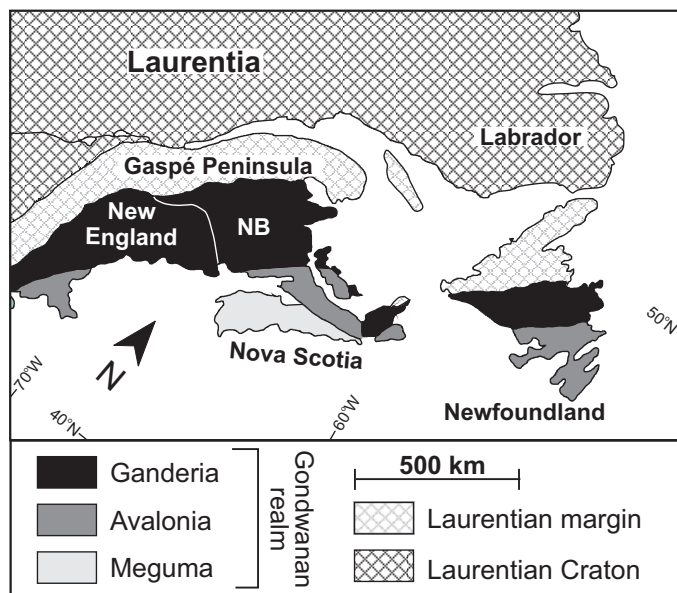 Laurentia
Labrador
Gaspé Peninsula
New
England
NB
Nova Scotia
Newfoundland
N
70°W
40°N
60°W
50°N
Ganderia
Avalonia
Meguma
Gondwanan
realm
500 km
Laurentian margin
Laurentian Craton